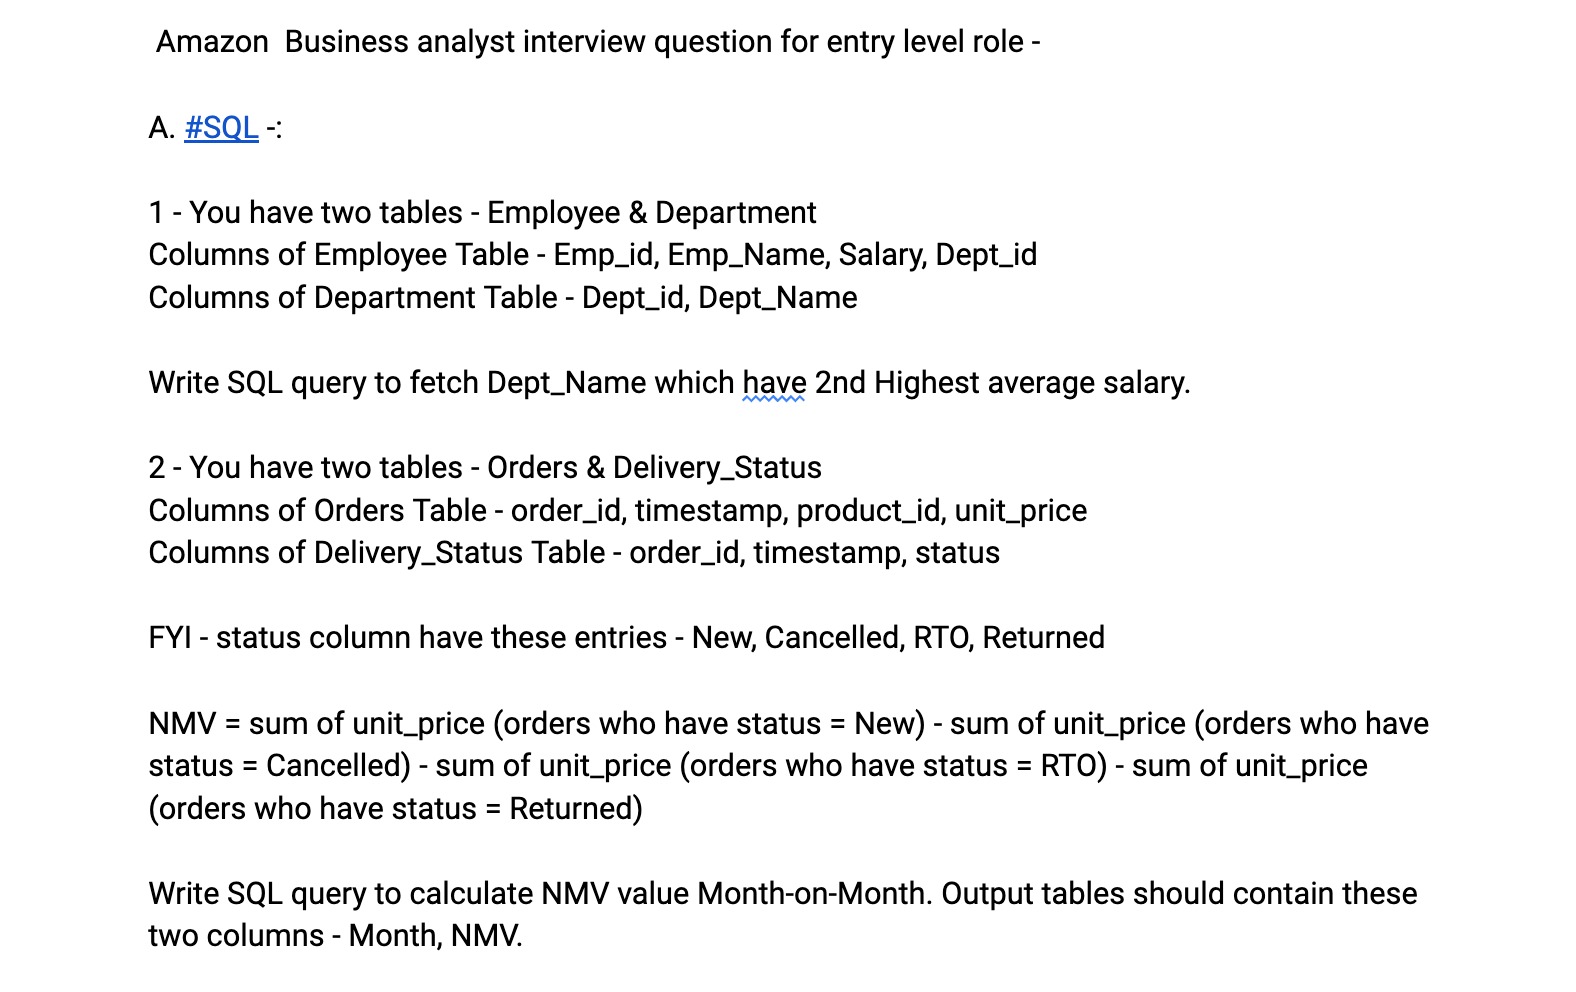 Amazon  Business analyst interview question for entry level role -
A. #SQL -:
1 - You have two tables - Employee & Department
Columns of Employee Table - Emp_id, Emp_Name, Salary, Dept_id
Columns of Department Table - Dept_id, Dept_Name
Write SQL query to fetch Dept_Name which have 2nd Highest average salary.
2 - You have two tables - Orders & Delivery_Status
Columns of Orders Table - order_id, timestamp, product_id, unit_price
Columns of Delivery_Status Table - order_id, timestamp, status
FYI - status column have these entries - New, Cancelled, RTO, Returned
NMV = sum of unit_price (orders who have status = New) - sum of unit_price (orders who have
status = Cancelled) - sum of unit_price (orders who have status = RTO) - sum of unit_price
(orders who have status = Returned)
Write SQL query to calculate NMV value Month-on-Month. Output tables should contain these
two columns - Month, NMV.